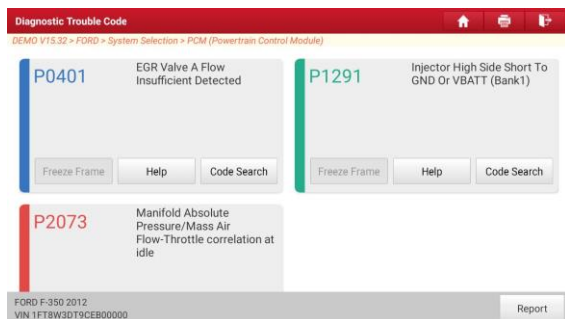 Diagnostic Trouble Code
DEMO V15.32 > FORD > System Selection > PCM (Powertrain Control Module)
P0401
EGR Valve A Flow
Insufficient Detected
Freeze Frame
Help
Code Search
P1291
Injector High Side Short To
GND Or VBATT (Bank1)
Freeze Frame
Help
Code Search
P2073
Manifold Absolute
Pressure/Mass Air
Flow-Throttle correlation at
idle
FORD F-350 2012
VIN 1FT8W3DT9CEB00000
Report